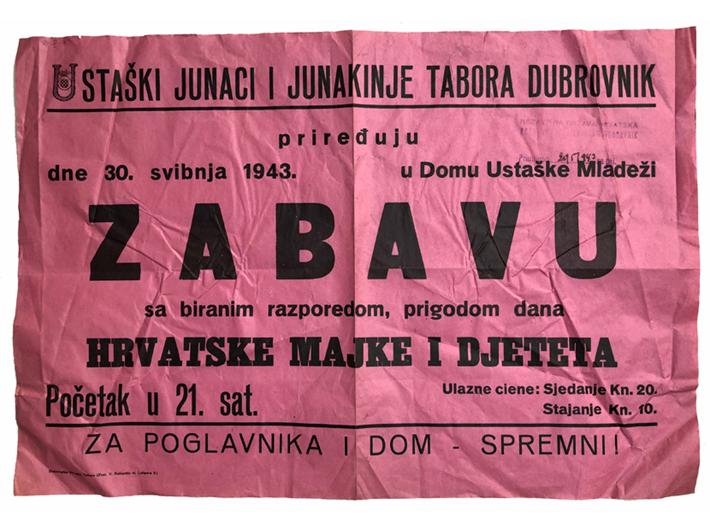 USTAŠKI JUNACI I JUNAKINJE TABORA DUBROVNIK
priređuju
dne 30. svibnja 1943. u Domu Ustaške Mladeži
ZABAVU
sa biranim razporedom, prigodom dana
HRVATSKE MAJKE I DJETETA
Početak u 21. sat.
Ulazne ciene: Sjedanje Kn. 20.
Stajanje Kn. 10.
ZA POGLAVNIKA I DOM - SPREMNI!